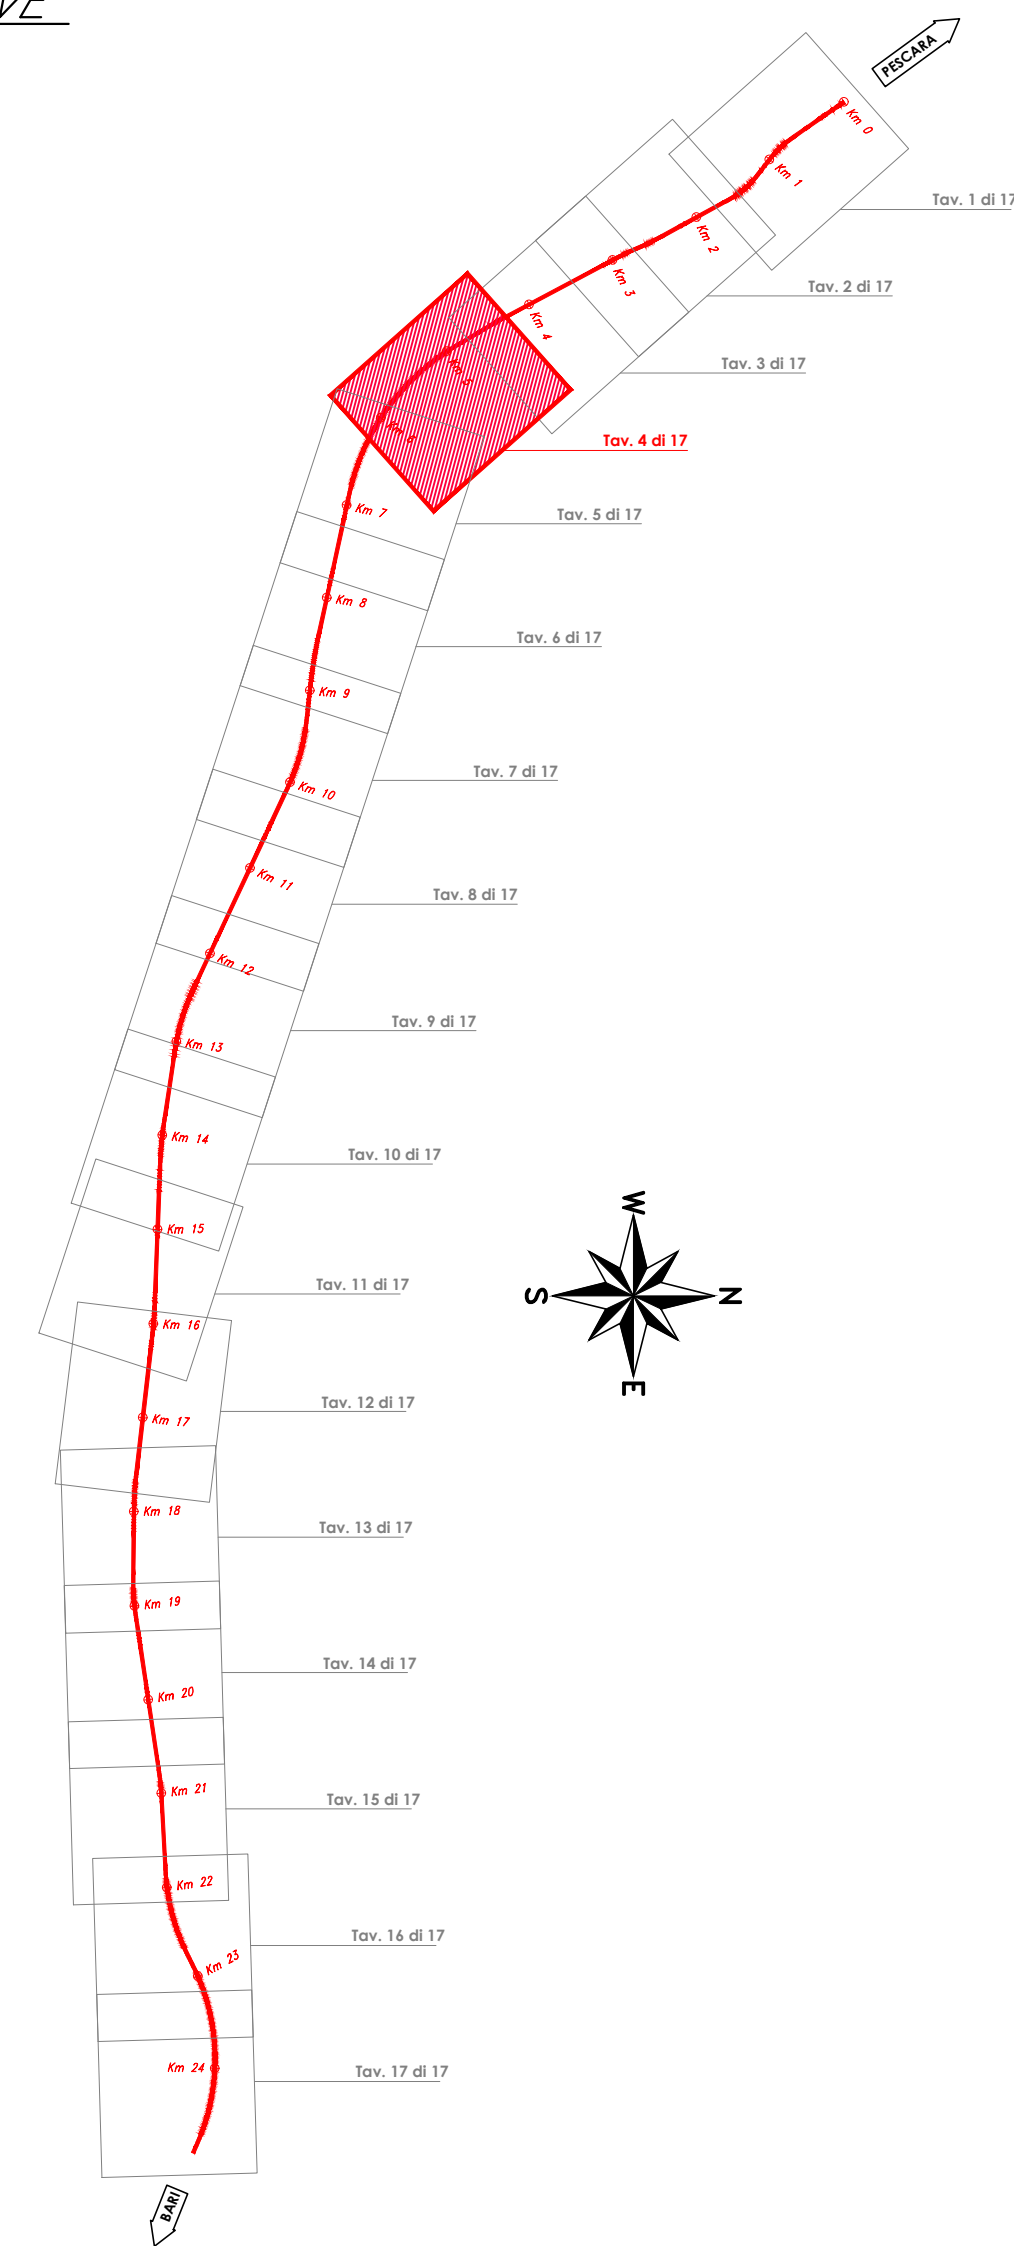 PESCARA
Km 0
Km 1
Tav. 1 di 17
Km 2
Km 3
Tav. 2 di 17
Km 4
Km 5
Tav. 3 di 17
Km 6
Tav. 4 di 17
Km 7
Tav. 5 di 17
Km 8
Tav. 6 di 17
Km 9
Tav. 7 di 17
Km 10
Km 11
Tav. 8 di 17
Km 12
Tav. 9 di 17
Km 13
Km 14
Tav. 10 di 17
W
Km 15
Tav. 11 di 17
S
N
Km 16
E
Tav. 12 di 17
Km 17
Km 18
Tav. 13 di 17
Km 19
Tav. 14 di 17
Km 20
Km 21
Tav. 15 di 17
Km 22
Tav. 16 di 17
Km 23
Km 24
Tav. 17 di 17
BARI